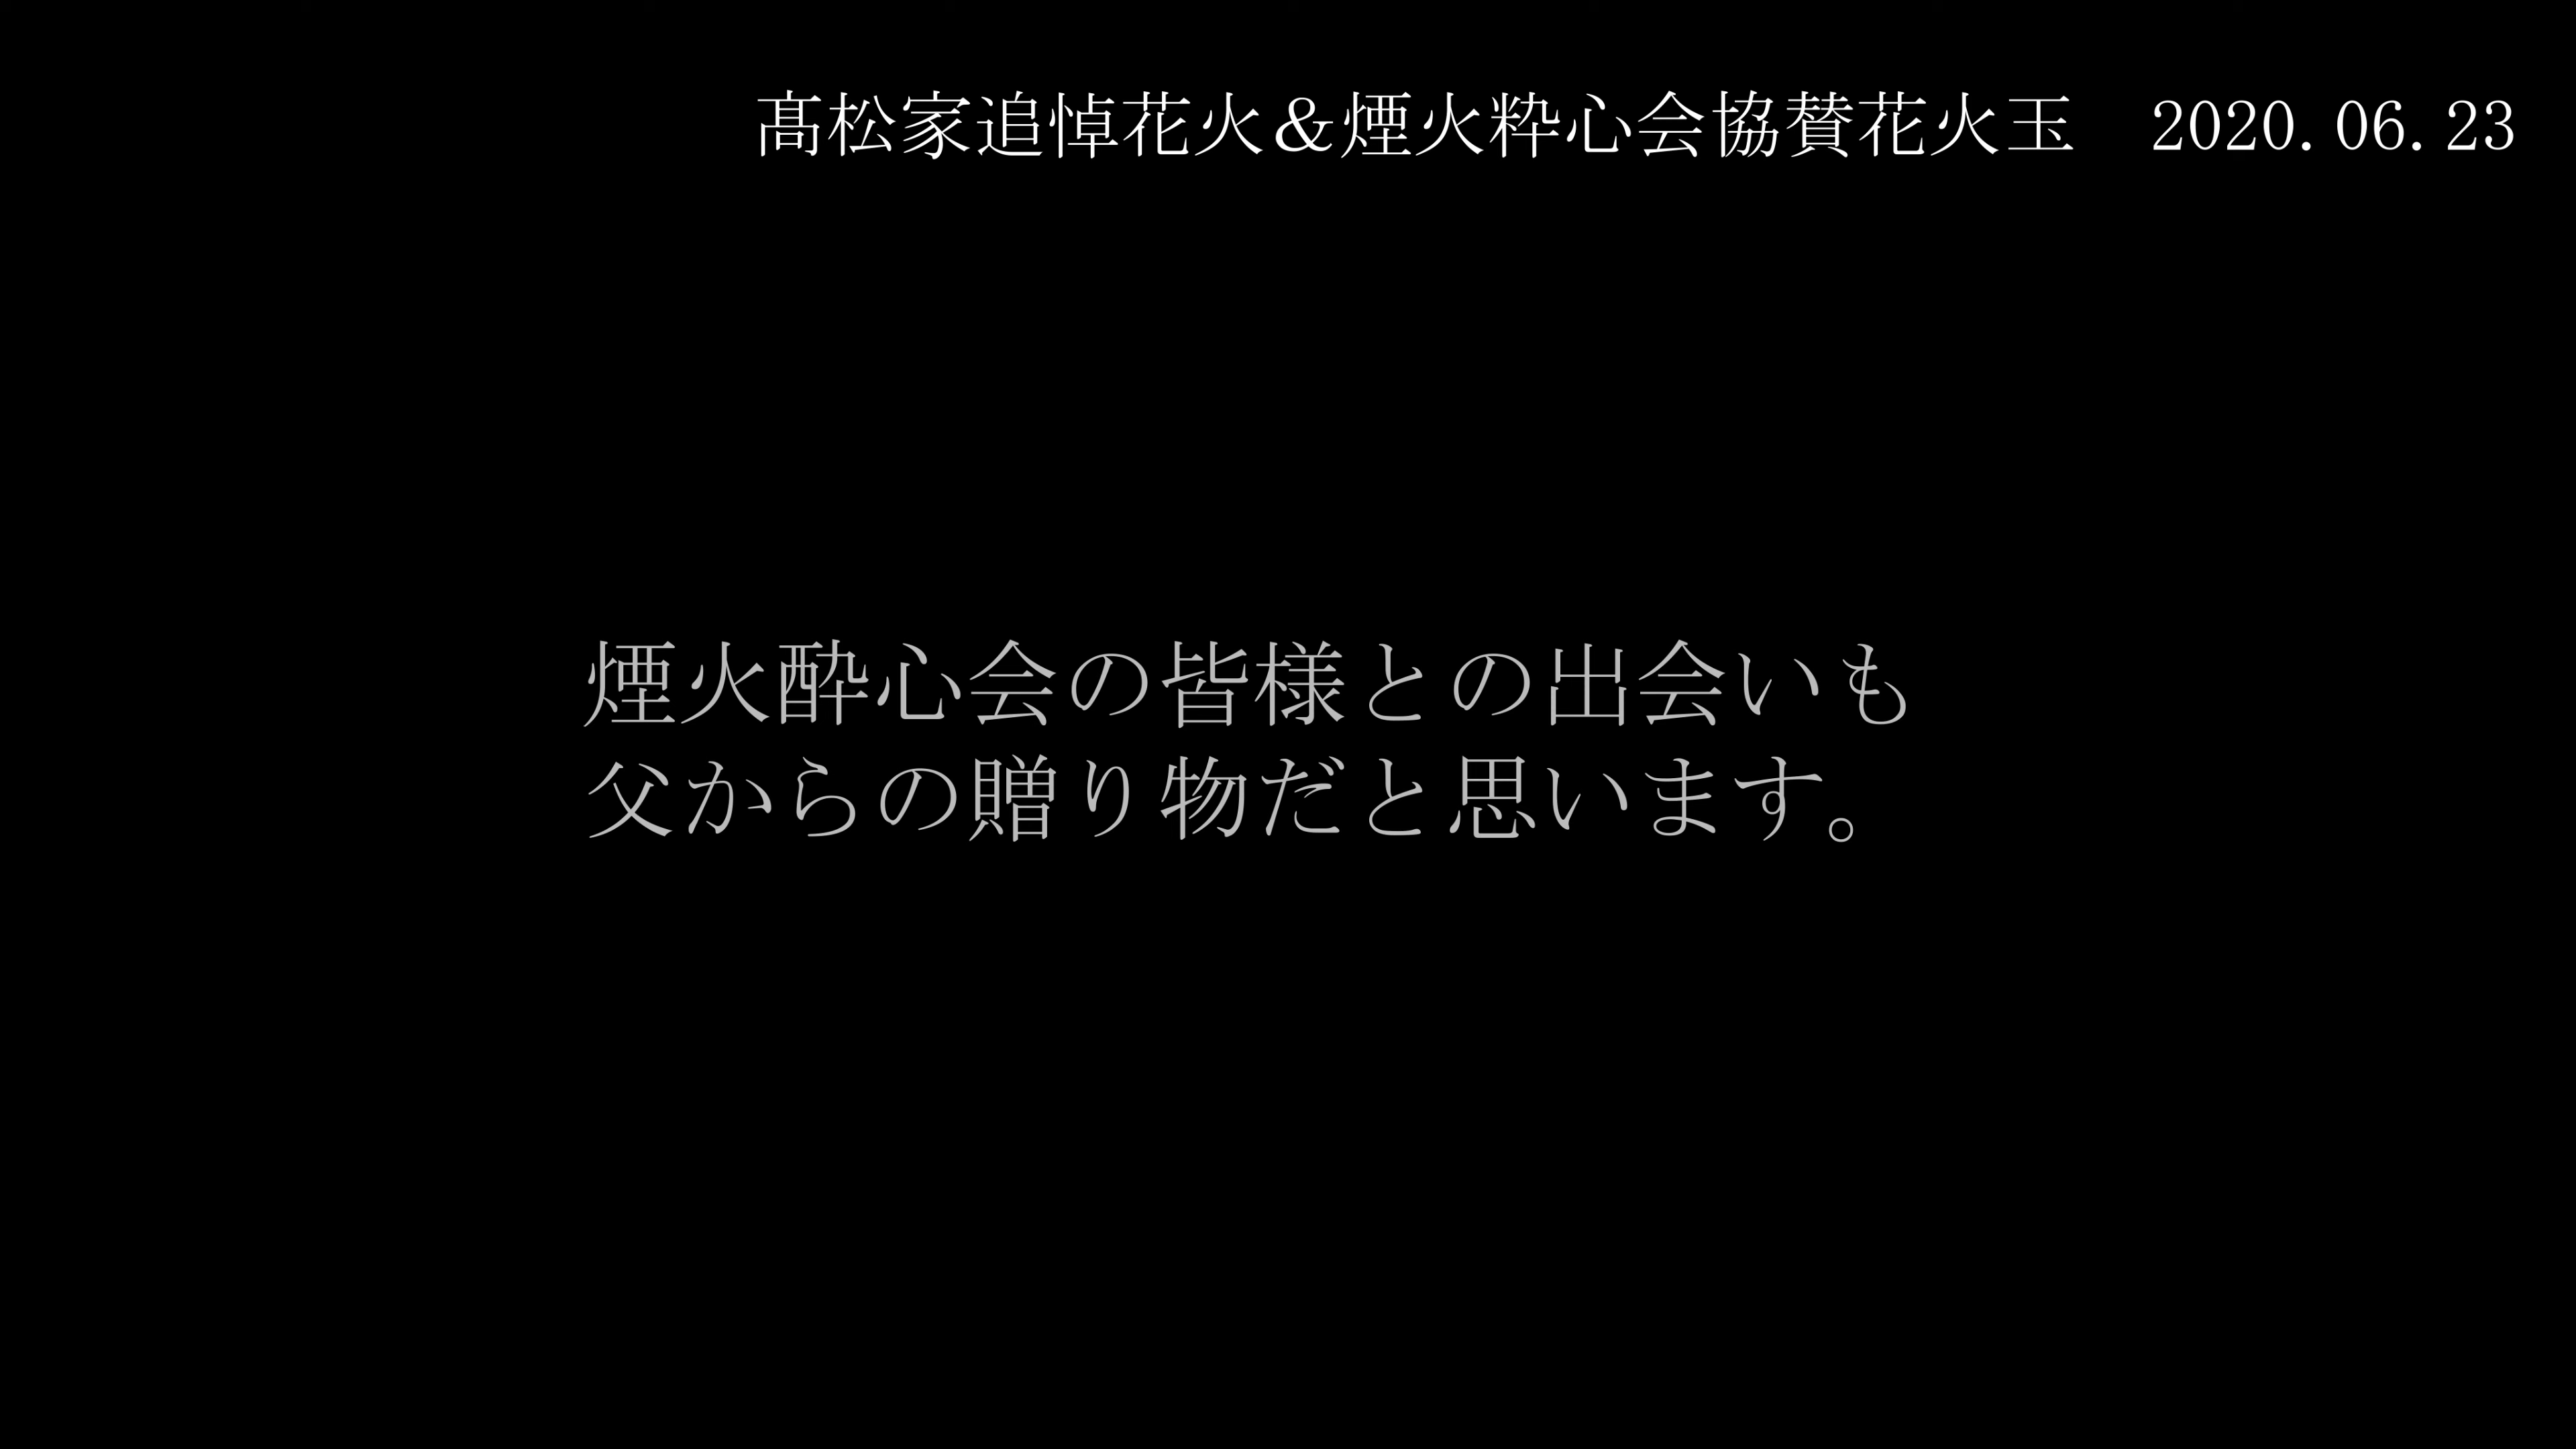 髙松家追悼花火＆煙火粋心会協賛花火玉　2020.06.23
煙火酔心会の皆様との出会いも
父からの贈り物だと思います。